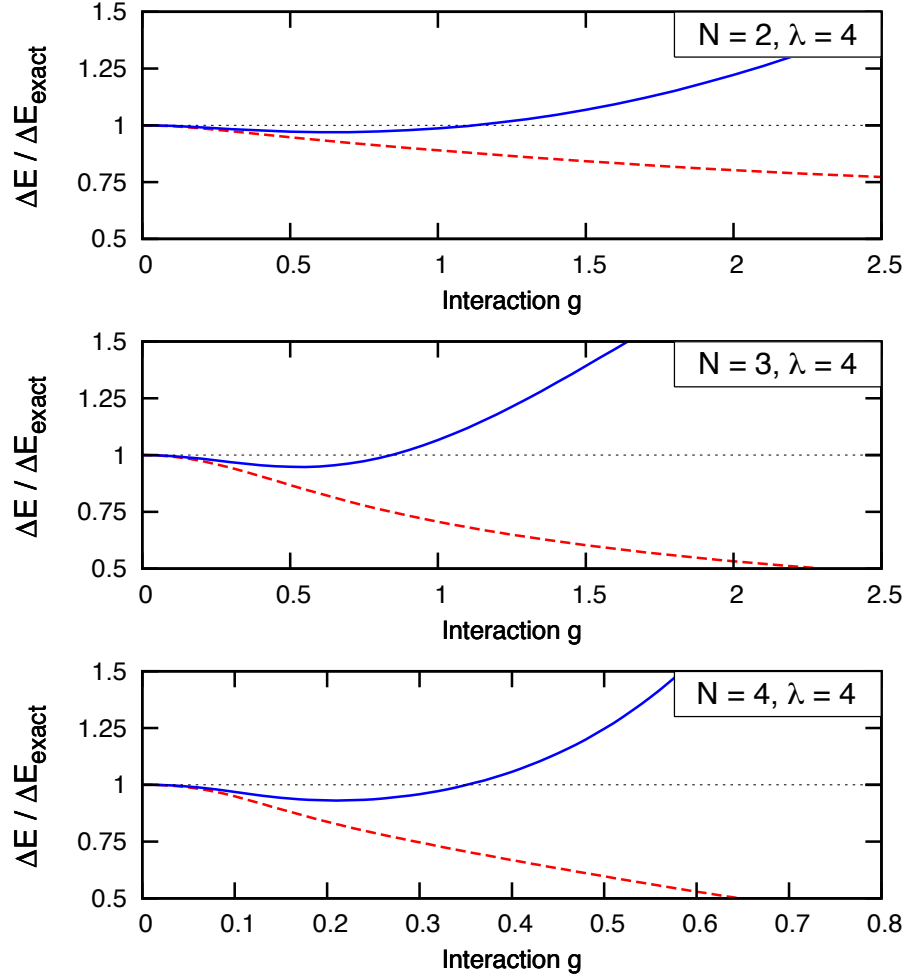 1.5
N = 2, λ = 4
1.25
1
0.75
0.5
ΔE / ΔE_exact
0 0.5 1 1.5 2 2.5
Interaction g
1.5
N = 3, λ = 4
1.25
1
0.75
0.5
ΔE / ΔE_exact
0 0.5 1 1.5 2 2.5
Interaction g
1.5
N = 4, λ = 4
1.25
1
0.75
0.5
ΔE / ΔE_exact
0 0.1 0.2 0.3 0.4 0.5 0.6 0.7 0.8
Interaction g